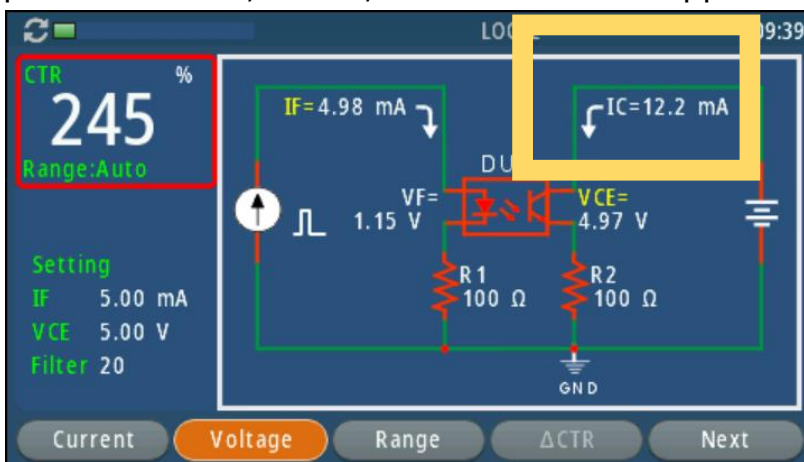 09:39
CTR %
245
Range:Auto
IF=4.98 mA
IC=12.2 mA
VF=
1.15 V
VCE=
4.97 V
R1
100 Ω
R2
100 Ω
GND
Setting
IF 5.00 mA
VCE 5.00 V
Filter 20
Current Voltage Range ΔCTR Next